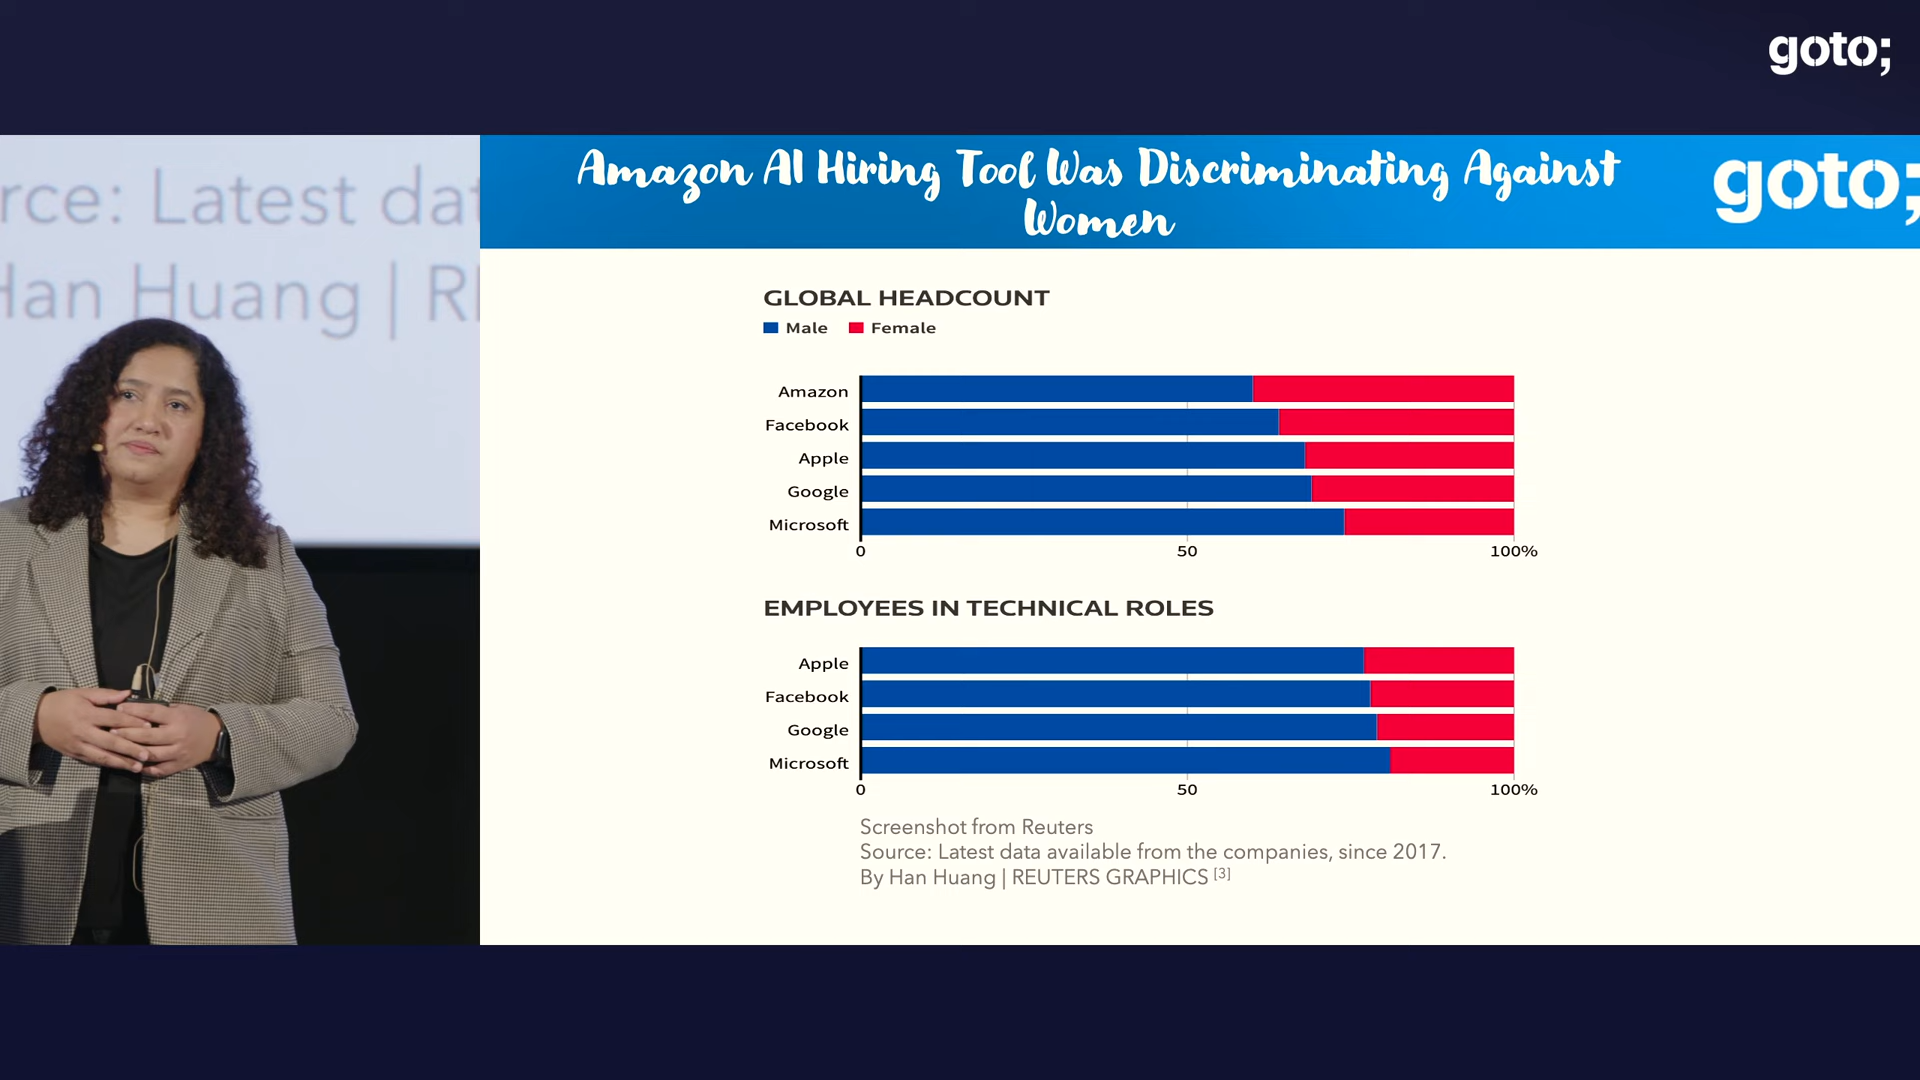 goto;
rce: Latest dat
Han Huang | RE
Amazon AI Hiring Tool Was Discriminating Against
Women
goto;
GLOBAL HEADCOUNT
Male Female
Amazon
Facebook
Apple
Google
Microsoft
0 50 100%
EMPLOYEES IN TECHNICAL ROLES
Apple
Facebook
Google
Microsoft
0 50 100%
Screenshot from Reuters
Source: Latest data available from the companies, since 2017.
By Han Huang | REUTERS GRAPHICS [3]